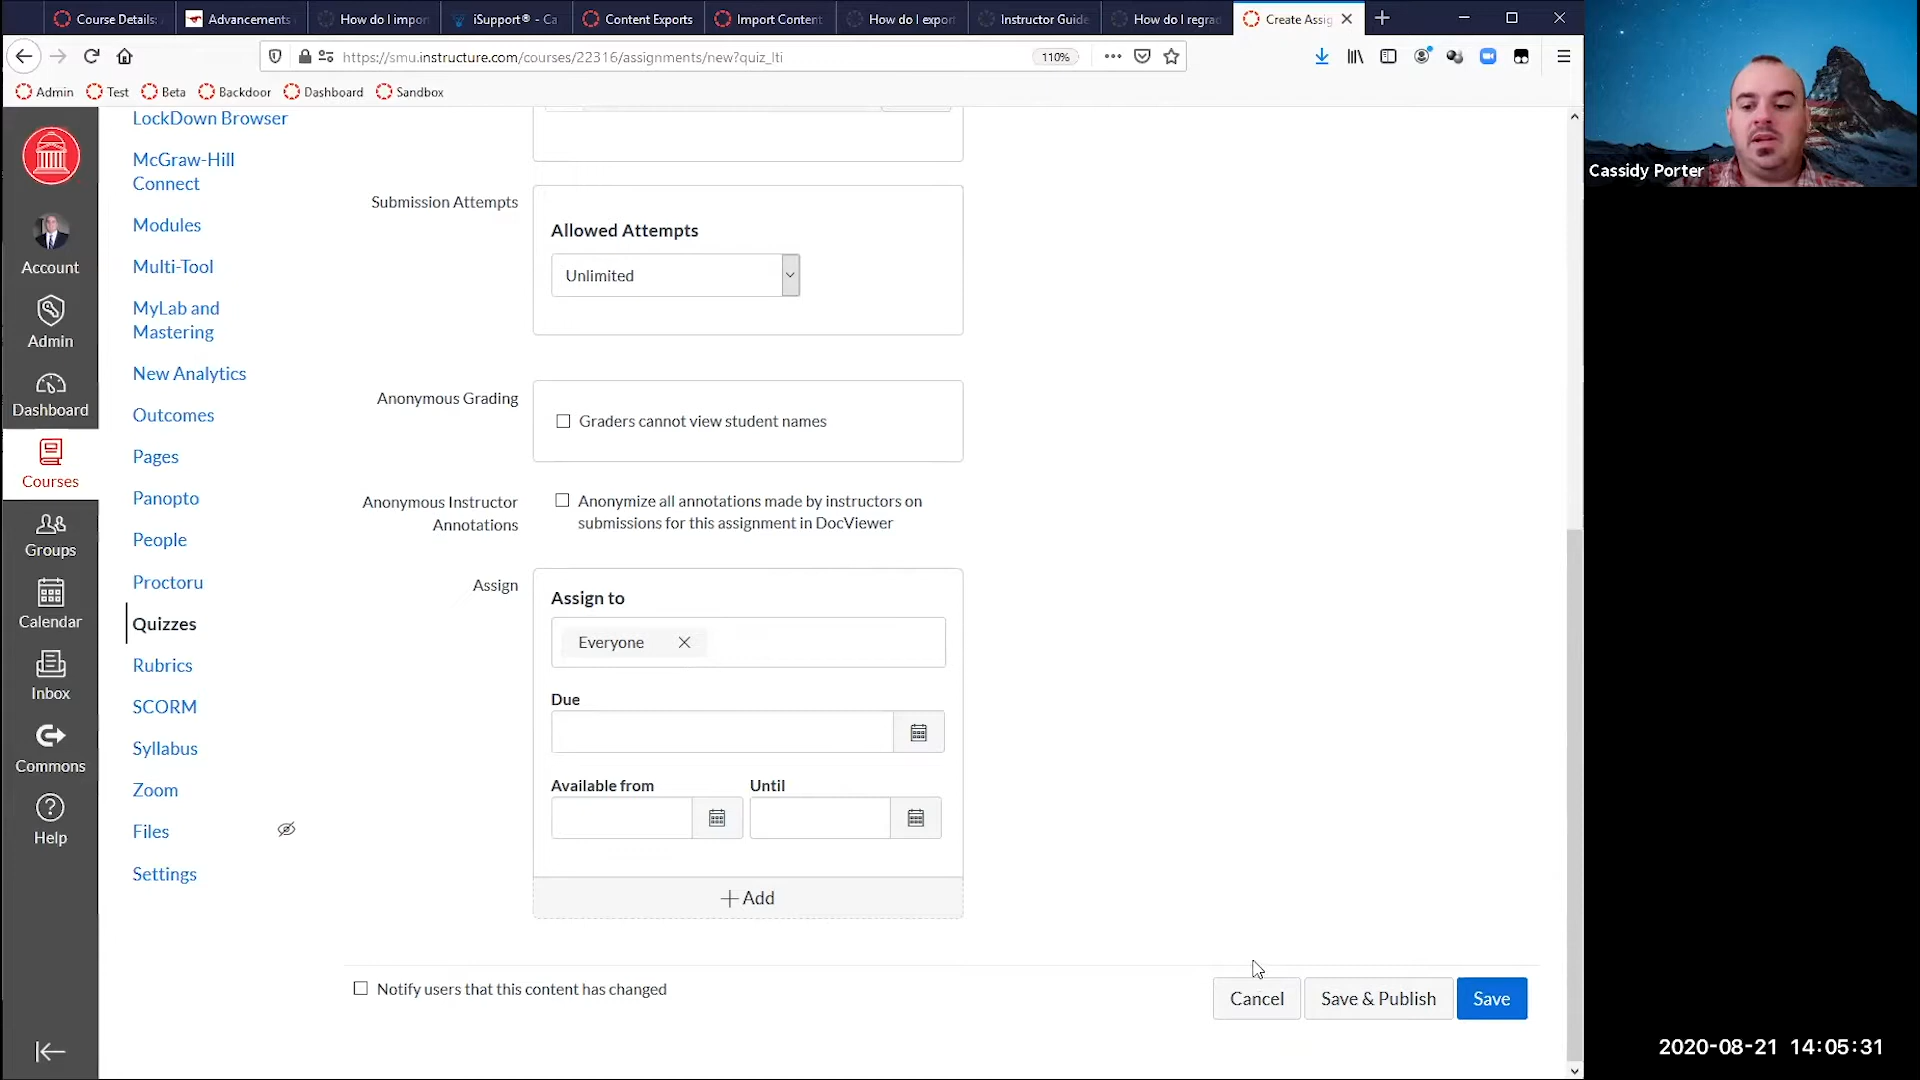 Course Details:
Advancements
How do I impor
iSupport® - Ca
Content Exports
Import Content
How do I expor
Instructor Guide
How do I regrad
Create Assig
https://smu.instructure.com/courses/22316/assignments/new?quiz_lti
110%
Admin
Test
Beta
Backdoor
Dashboard
Sandbox
Cassidy Porter
Account
Admin
Dashboard
Courses
Groups
Calendar
Inbox
Commons
Help
LockDown Browser
McGraw-Hill
Connect
Modules
Multi-Tool
MyLab and
Mastering
New Analytics
Outcomes
Pages
Panopto
People
Proctoru
Quizzes
Rubrics
SCORM
Syllabus
Zoom
Files
Settings
Submission Attempts
Allowed Attempts
Unlimited
Anonymous Grading
Graders cannot view student names
Anonymous Instructor
Annotations
Anonymize all annotations made by instructors on
submissions for this assignment in DocViewer
Assign
Assign to
Everyone
Due
Available from
Until
Add
Notify users that this content has changed
Cancel
Save & Publish
Save
2020-08-21 14:05:31